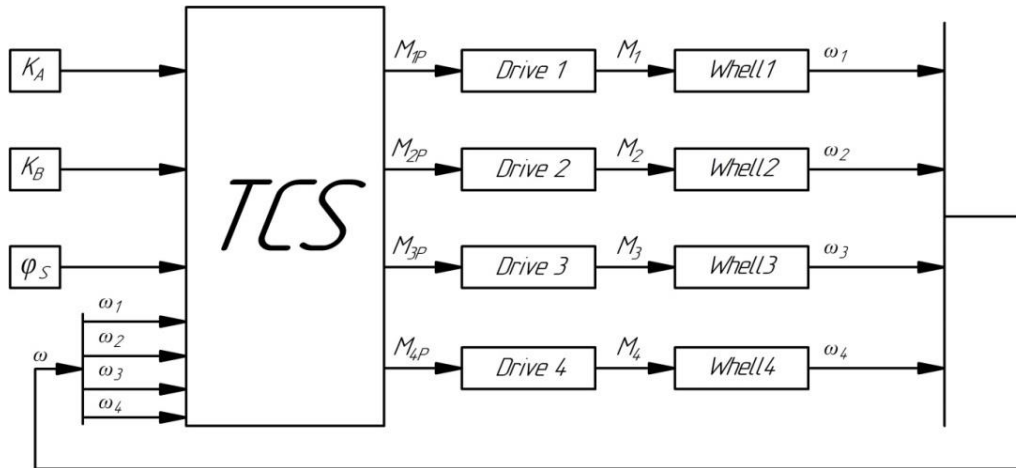 K_A M_1P Drive 1 M_1 Whell1 ω_1
K_B M_2P Drive 2 M_2 Whell2 ω_2
TCS
φ_S M_3P Drive 3 M_3 Whell3 ω_3
ω_1
ω_2
ω M_4P Drive 4 M_4 Whell4 ω_4
ω_3
ω_4